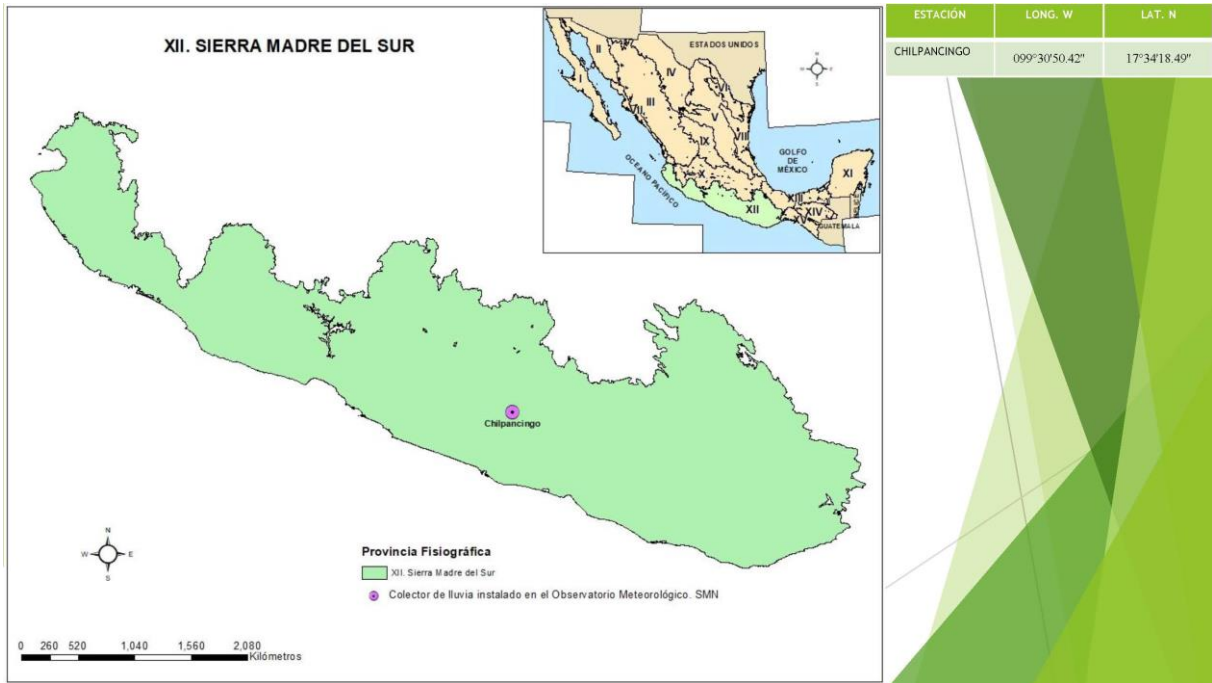 XII. SIERRA MADRE DEL SUR
ESTADOS UNIDOS
I
II
III
IV
V
VI
VII
VIII
IX
X
XI
XII
XIII
XIV
XV
GOLFO
DE
MÉXICO
OCEANO PACÍFICO
GUATEMALA
ESTACIÓN LONG. W LAT. N
CHILPANCINGO 099°30'50.42" 17°34'18.49"
Chilpancingo
N
W E
S
Provincia Fisiográfica
XII. Sierra Madre del Sur
Colector de lluvia instalado en el Observatorio Meteorológico. SMN
0 260 520 1,040 1,560 2,080
Kilómetros